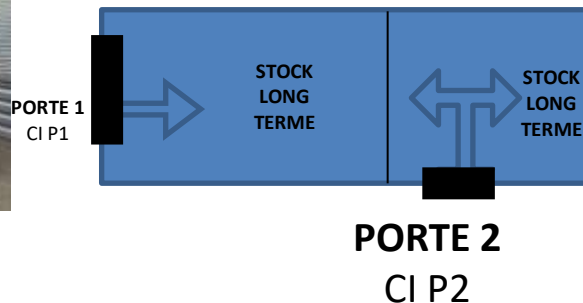 PORTE 1
CI P1
STOCK
LONG
TERME
STOCK
LONG
TERME
PORTE 2
CI P2